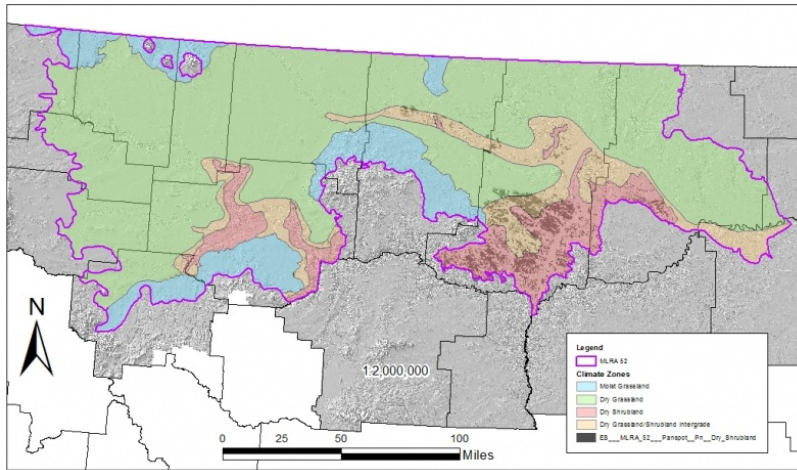 N
1:2,000,000
0 50 100
Miles
Legend
MLRA 52
Climate Zones
Moist Grassland
Dry Grassland
Dry Shrubland
Dry Grassland/Shrubland Intergrade
ES___MLRA_52___Panspot__Pn__Dry_Shrubland